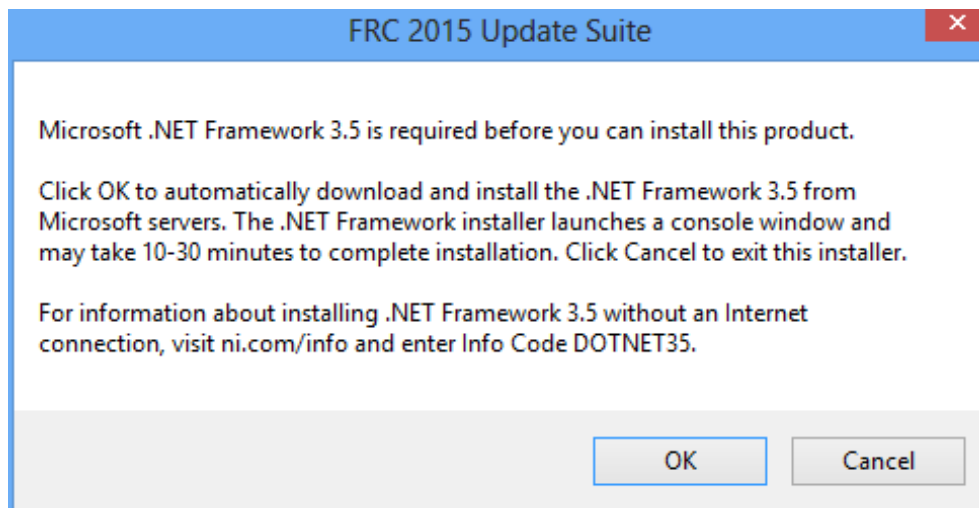 FRC 2015 Update Suite
Microsoft .NET Framework 3.5 is required before you can install this product.
Click OK to automatically download and install the .NET Framework 3.5 from
Microsoft servers. The .NET Framework installer launches a console window and
may take 10-30 minutes to complete installation. Click Cancel to exit this installer.
For information about installing .NET Framework 3.5 without an Internet
connection, visit ni.com/info and enter Info Code DOTNET35.
OK
Cancel